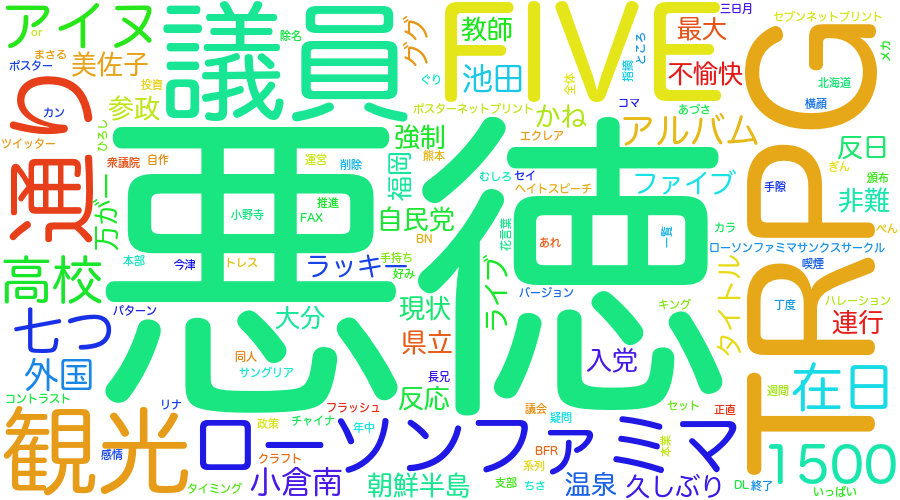 アイヌ
or
まさる
ポスター
美佐子
カン
投資
参政
ツイッター
ひろし
衆議院
自作
議員
除名
ググ
FIVE
教師
池田
ぐり
ポスターネットプリント
かね
エクレア
全体
指摘
ところ
コマ
最大
三日月
不愉快
あづさ
アルバム
セブンネットプリント
メカ
北海道
横顔
TRPG
反日
ぎん
頒布
非難
ぺん
通り
万が一
悪徳
強制
熊本
運営
削除
福岡
推進
小野寺
FAX
自民党
BN
手持ち
好み
むしろ
セイ
ヘイトスピーチ
花言葉
あれ
ファイブ
手隙
一覧
カラ
ローソンファミマサンクスサークル
喫煙
本部
今津
トレス
ラッキー
ライブ
バージョン
キング
タイトル
丁度
ハレーション
連行
高校
七つ
パターン
大分
現状
県立
同人
サングリア
長兄
入党
外国
コントラスト
リナ
フラッシュ
反応
議会
セット
正直
週間
在日
観光
感情
ローソンファミマ
政策
チャイナ
年中
疑問
クラフト
BFR
系列
本業
小倉南
タイミング
朝鮮半島
支部
ちさ
温泉
久しぶり
DL
終了
1500
いっぱい